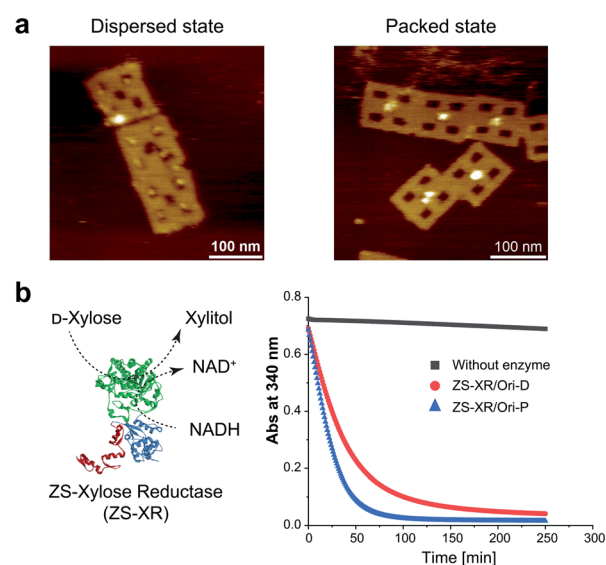 a
Dispersed state
Packed state
100 nm
100 nm
b
D-Xylose
Xylitol
NAD⁺
NADH
ZS-Xylose Reductase
(ZS-XR)
Abs at 340 nm
0.8
0.6
0.4
0.2
0.0
Without enzyme
ZS-XR/Ori-D
ZS-XR/Ori-P
0 50 100 150 200 250 300
Time [min]